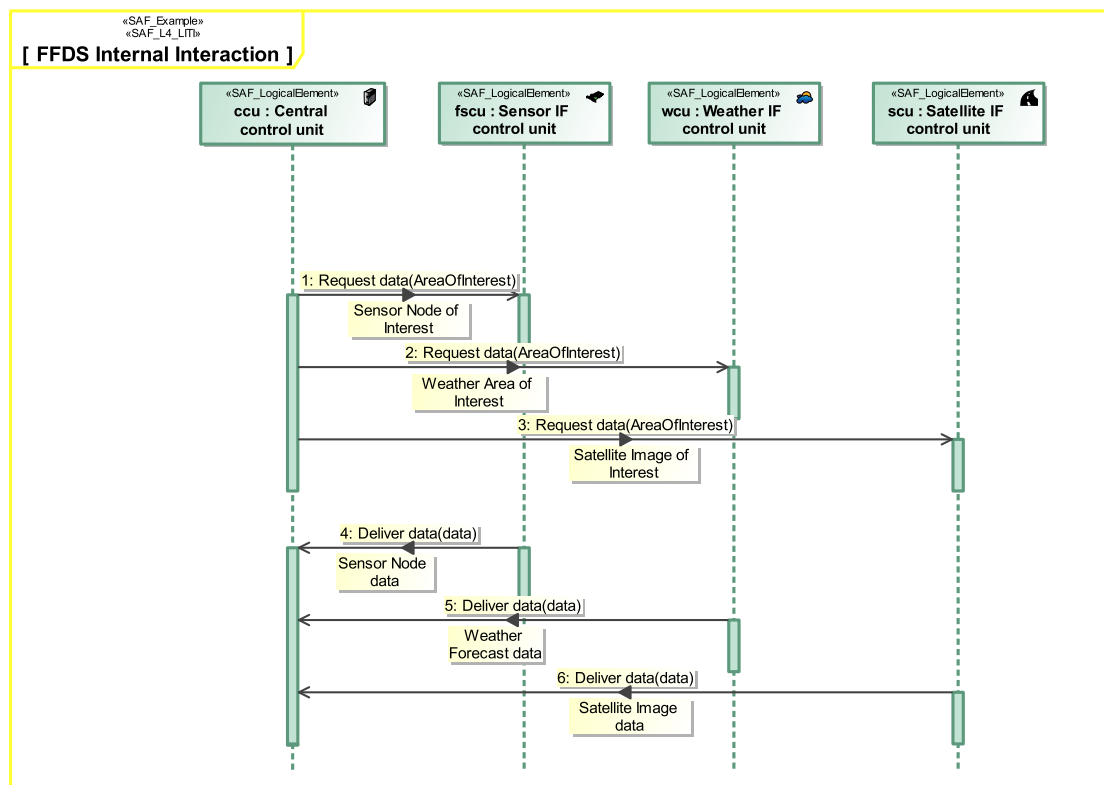 «SAF_Example»
«SAF_L4_LITI»
[ FFDS Internal Interaction ]
«SAF_LogicalElement»
ccu : Central
control unit
«SAF_LogicalElement»
fscu : Sensor IF
control unit
«SAF_LogicalElement»
wcu : Weather IF
control unit
«SAF_LogicalElement»
scu : Satellite IF
control unit
1: Request data(AreaOfInterest)
Sensor Node of
Interest
2: Request data(AreaOfInterest)
Weather Area of
Interest
3: Request data(AreaOfInterest)
Satellite Image of
Interest
4: Deliver data(data)
Sensor Node
data
5: Deliver data(data)
Weather
Forecast data
6: Deliver data(data)
Satellite Image
data